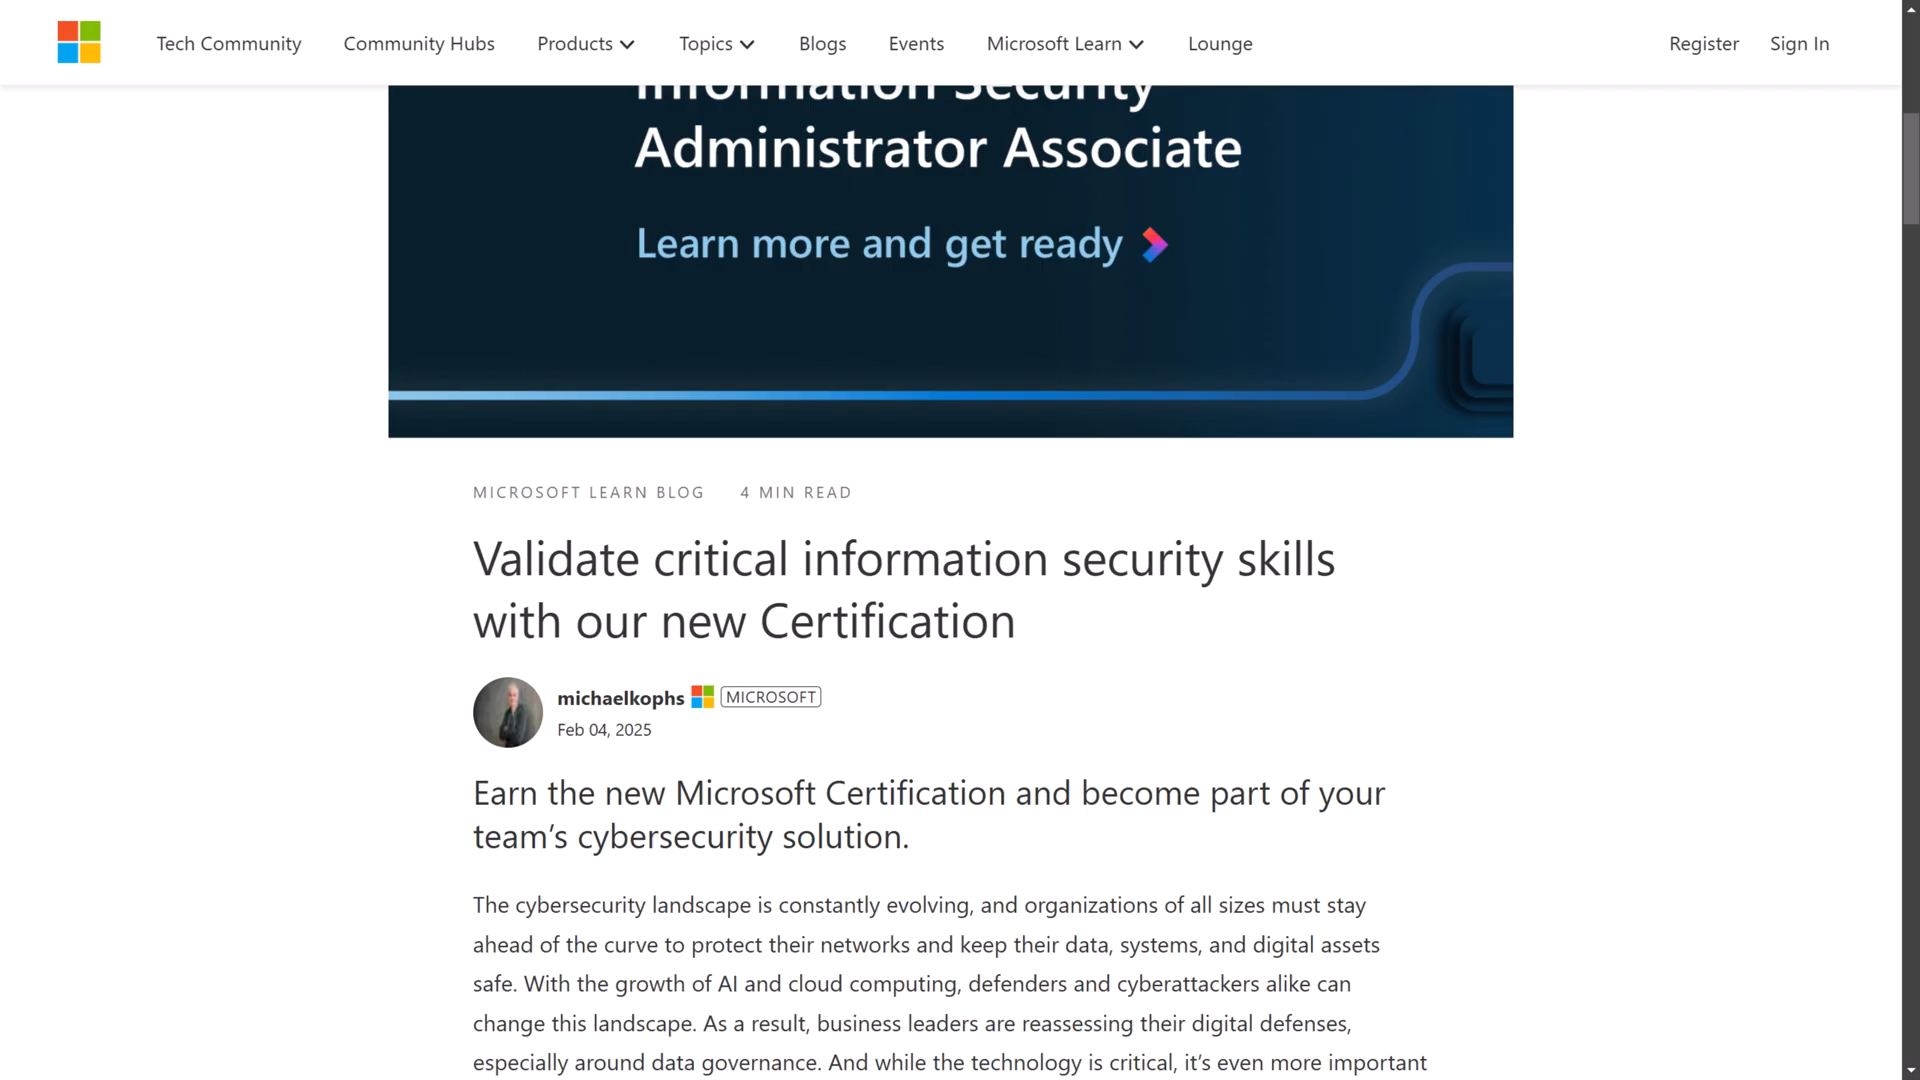 Tech Community Community Hubs Products Topics Blogs Events Microsoft Learn Lounge Register Sign In
Information Security
Administrator Associate
Learn more and get ready
MICROSOFT LEARN BLOG 4 MIN READ
Validate critical information security skills
with our new Certification
michaelkophs MICROSOFT
Feb 04, 2025
Earn the new Microsoft Certification and become part of your
team’s cybersecurity solution.
The cybersecurity landscape is constantly evolving, and organizations of all sizes must stay
ahead of the curve to protect their networks and keep their data, systems, and digital assets
safe. With the growth of AI and cloud computing, defenders and cyberattackers alike can
change this landscape. As a result, business leaders are reassessing their digital defenses,
especially around data governance. And while the technology is critical, it’s even more important